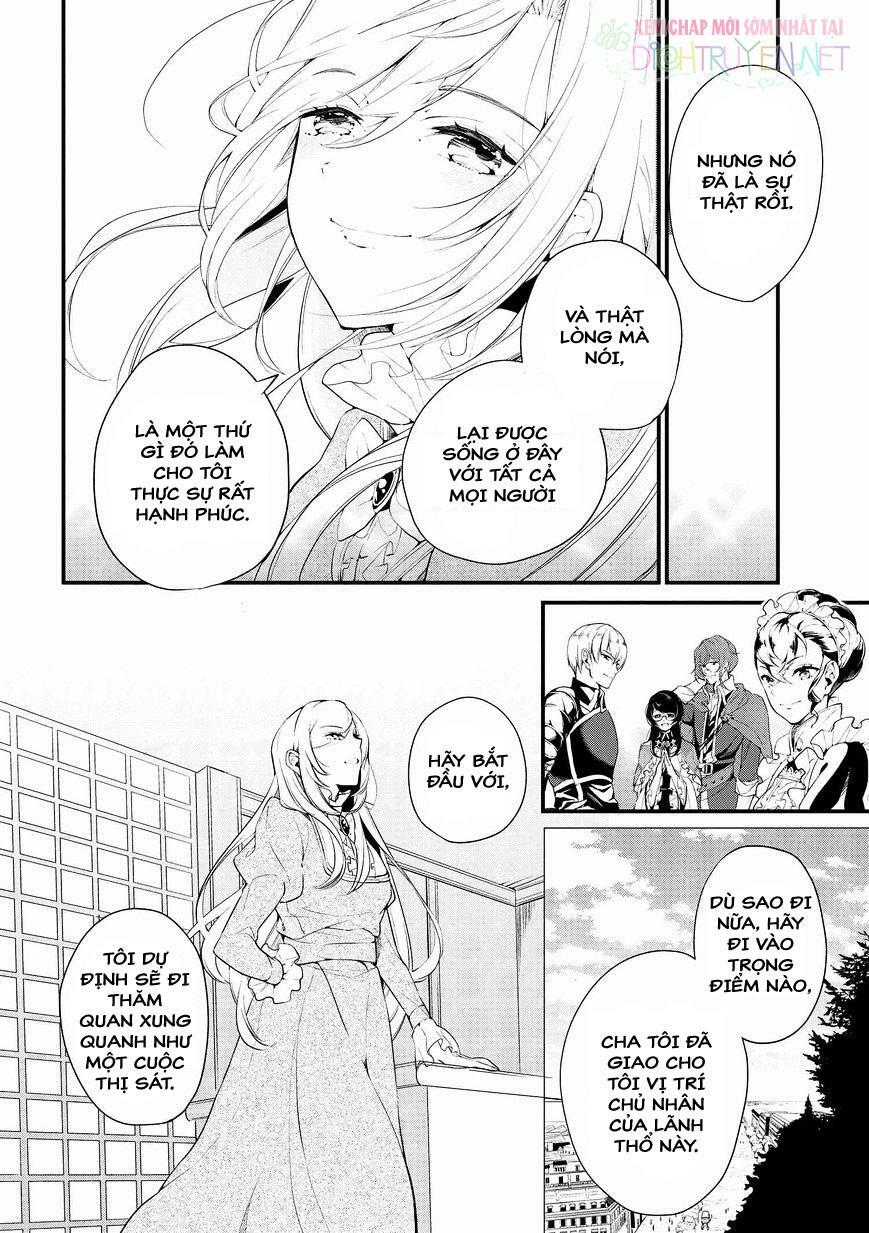 XEM CHAP MỚI SỚM NHẤT TẠI
DICHTRUYEN.NET
NHƯNG NÓ
ĐÃ LÀ SỰ
THẬT RỒI.
VÀ THẬT
LÒNG MÀ
NÓI,
LẠI ĐƯỢC
SỐNG Ở ĐÂY
VỚI TẤT CẢ
MỌI NGƯỜI
LÀ MỘT THỨ
GÌ ĐÓ LÀM
CHO TÔI
THỰC SỰ RẤT
HẠNH PHÚC.
DÙ SAO ĐI
NỮA, HÃY
ĐI VÀO
TRỌNG
ĐIỂM NÀO,
CHA TÔI ĐÃ
GIAO CHO
TÔI VỊ TRÍ
CHỦ NHÂN
CỦA LÃNH
THỔ NÀY.
HÃY BẮT
ĐẦU VỚI,
TÔI DỰ
ĐỊNH SẼ ĐI
THĂM
QUAN XUNG
QUANH NHƯ
MỘT CUỘC
THỊ SÁT.